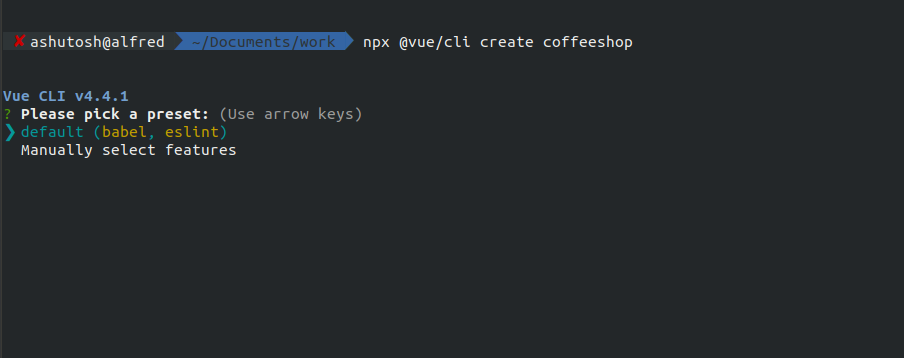 ✘ ashutosh@alfred ~/Documents/work npx @vue/cli create coffeeshop
Vue CLI v4.4.1
? Please pick a preset: (Use arrow keys)
❯ default (babel, eslint)
Manually select features